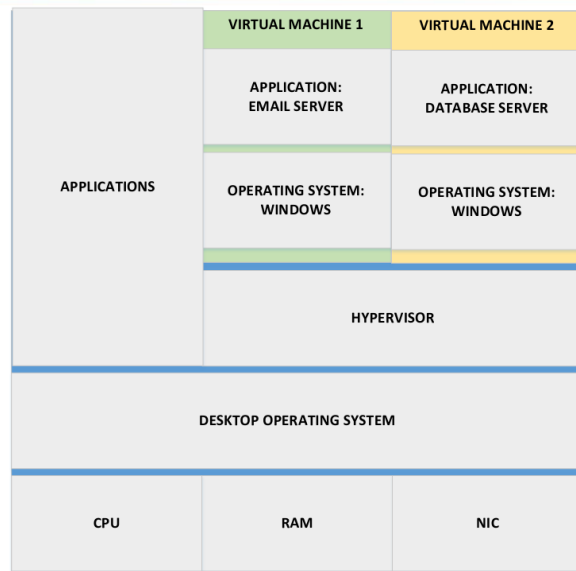 VIRTUAL MACHINE 1
VIRTUAL MACHINE 2
APPLICATION:
EMAIL SERVER
APPLICATION:
DATABASE SERVER
APPLICATIONS
OPERATING SYSTEM:
WINDOWS
OPERATING SYSTEM:
WINDOWS
HYPERVISOR
DESKTOP OPERATING SYSTEM
CPU
RAM
NIC